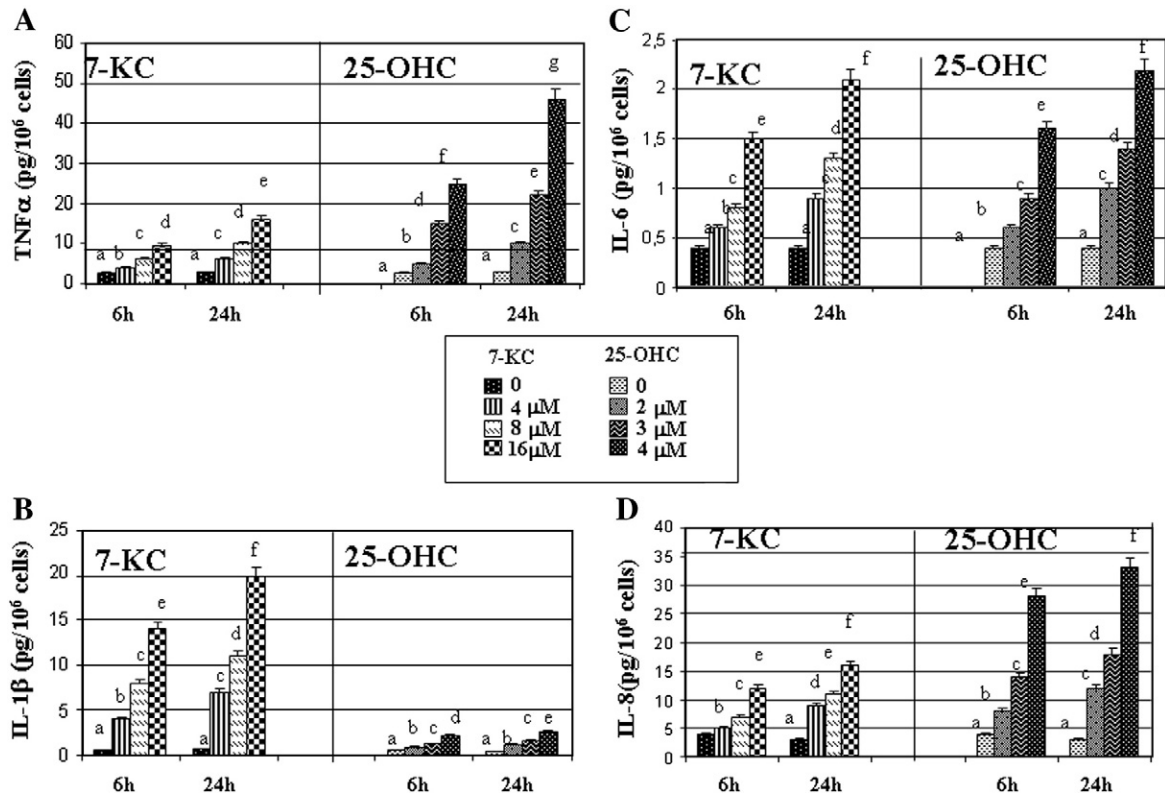 A
TNFα (pg/10⁶ cells)
60
50
40
30
20
10
0
7-KC
25-OHC
a b c d
a c d e
a b d f
a c e g
6h 24h 6h 24h
C
IL-6 (pg/10⁶ cells)
2,5
2
1.5
1
0.5
0
7-KC
25-OHC
a b c e
a c d f
a b c e
a c d f
6h 24h 6h 24h
7-KC 25-OHC
0 0
4 µM 2 µM
8 µM 3 µM
16µM 4 µM
B
IL-1β (pg/10⁶ cells)
25
20
15
10
5
0
7-KC
25-OHC
a b c e
a c d f
a b c d
a b c e
6h 24h 6h 24h
D
IL-8(pg/10⁶ cells)
40
35
30
25
20
15
10
5
0
7-KC
25-OHC
a b c e
a d e f
a b c e
a c d f
6h 24h 6h 24h